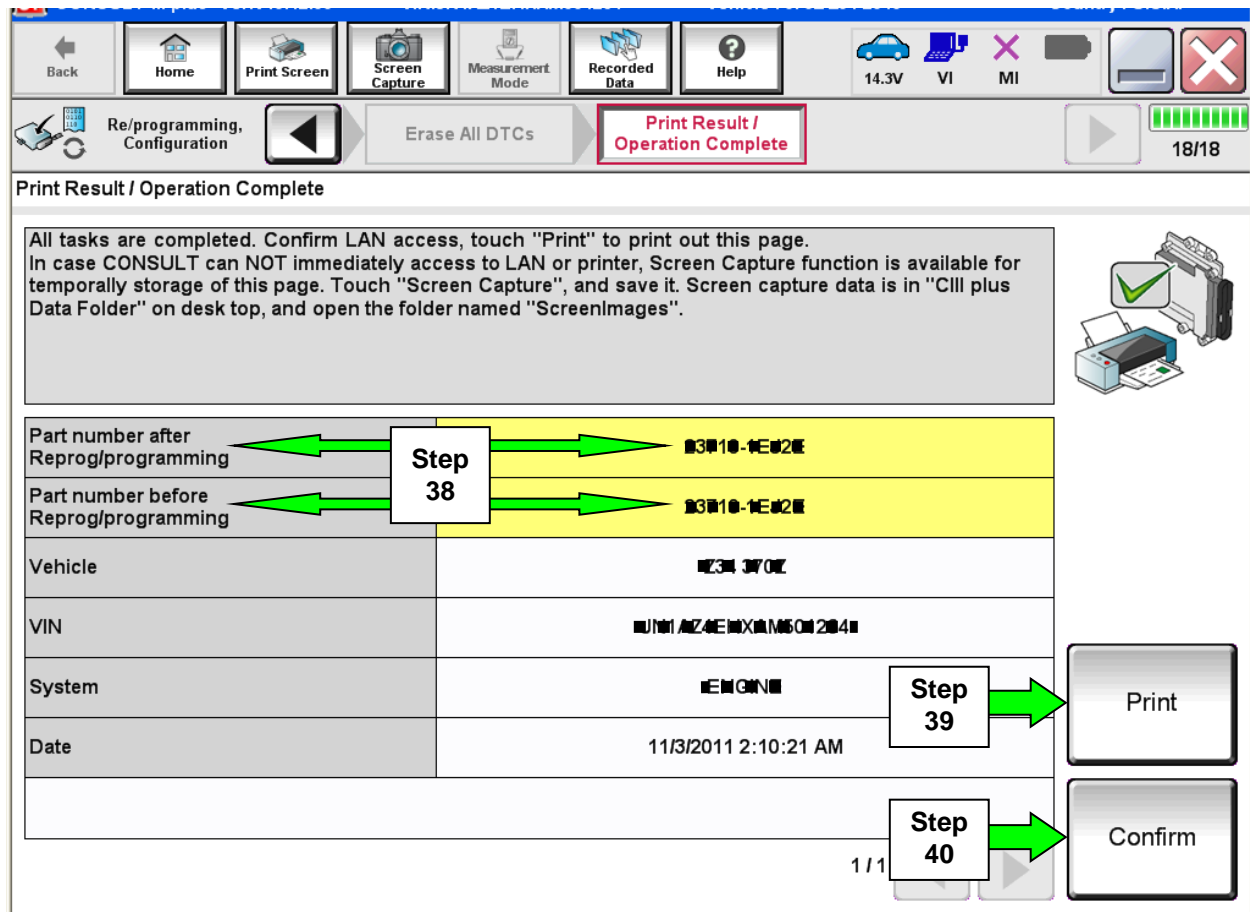 Back
Home
Print Screen
Screen
Capture
Measurement
Mode
Recorded
Data
Help
14.3V
VI
MI
Re/programming,
Configuration
Erase All DTCs
Print Result /
Operation Complete
18/18
Print Result / Operation Complete
All tasks are completed. Confirm LAN access, touch "Print" to print out this page.
In case CONSULT can NOT immediately access to LAN or printer, Screen Capture function is available for
temporally storage of this page. Touch "Screen Capture", and save it. Screen capture data is in "CIII plus
Data Folder" on desk top, and open the folder named "ScreenImages".
Part number after
Reprog/programming
Step
38
Part number before
Reprog/programming
Vehicle
VIN
System
Step
39
Print
Date
11/3/2011 2:10:21 AM
Step
40
Confirm
1/1